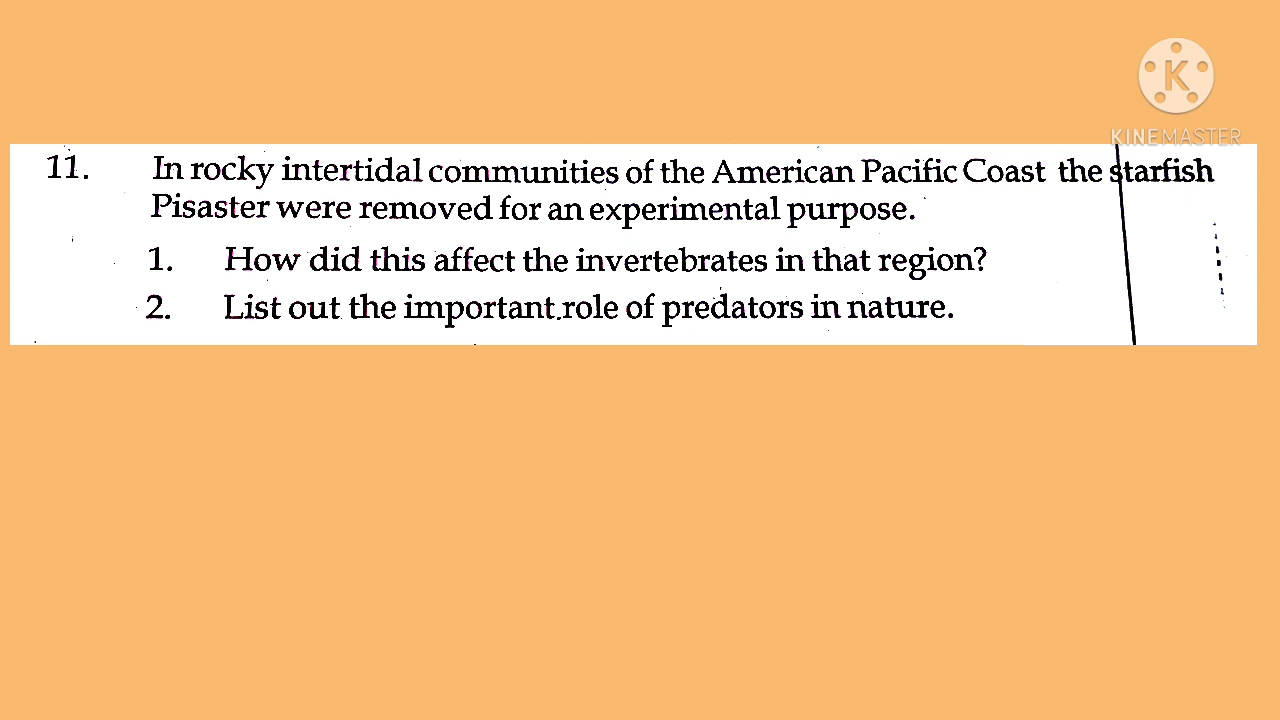 K
KINEMASTER
11. In rocky intertidal communities of the American Pacific Coast the starfish
Pisaster were removed for an experimental purpose.
1. How did this affect the invertebrates in that region?
2. List out the important role of predators in nature.